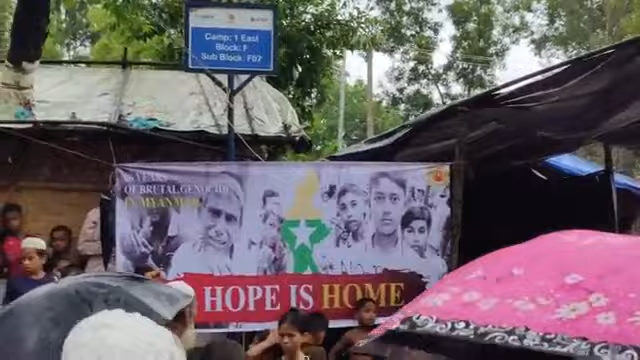 Camp: 1 East
Block: F
Sub Block: F07
YEARS
OF BRUTAL GENOCIDE
IN MYANMAR
HOPE IS HOME